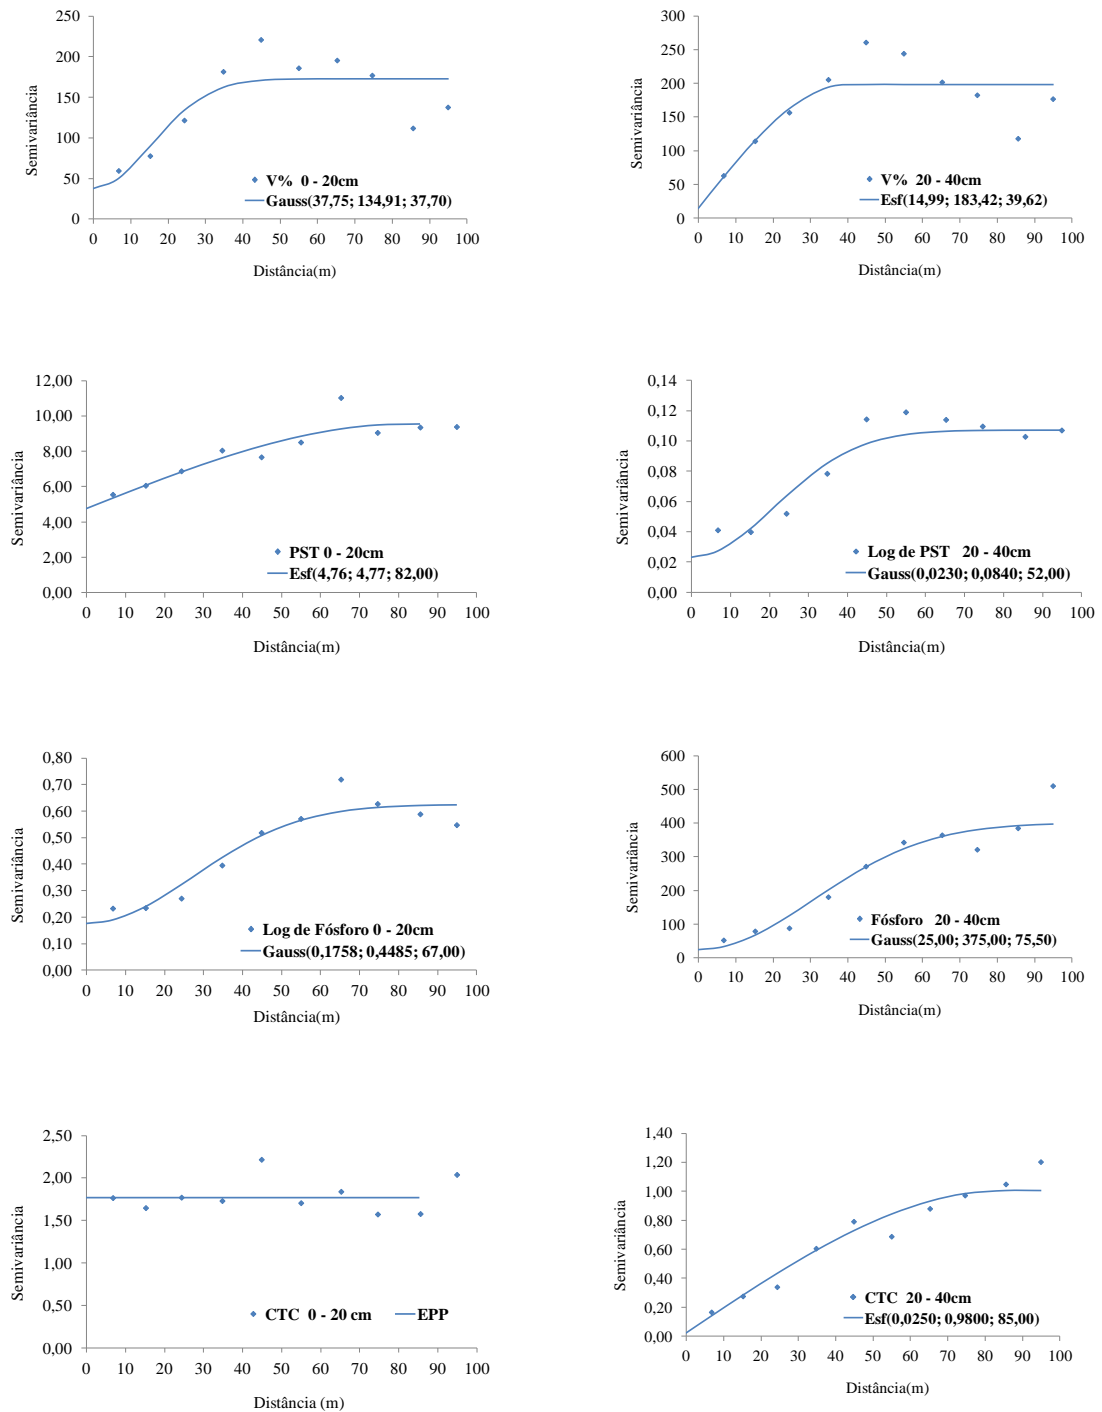 250
200
150
100
50
0
Semivariância
V%  0 - 20cm
Gauss(37,75; 134,91; 37,70)
0 10 20 30 40 50 60 70 80 90 100
Distância(m)
300
250
200
150
100
50
0
Semivariância
V%  20 - 40cm
Esf(14,99; 183,42; 39,62)
0 10 20 30 40 50 60 70 80 90 100
Distância(m)
12,00
10,00
8,00
6,00
4,00
2,00
0,00
Semivariância
PST 0 - 20cm
Esf(4,76; 4,77; 82,00)
0 10 20 30 40 50 60 70 80 90 100
Distância(m)
0,14
0,12
0,10
0,08
0,06
0,04
0,02
0,00
Semivariância
Log de PST   20 - 40cm
Gauss(0,0230; 0,0840; 52,00)
0 10 20 30 40 50 60 70 80 90 100
Distância(m)
0,80
0,70
0,60
0,50
0,40
0,30
0,20
0,10
0,00
Semivariância
Log de Fósforo 0 - 20cm
Gauss(0,1758; 0,4485; 67,00)
0 10 20 30 40 50 60 70 80 90 100
Distância(m)
600
500
400
300
200
100
0
Semivariância
Fósforo   20 - 40cm
Gauss(25,00; 375,00; 75,50)
0 10 20 30 40 50 60 70 80 90 100
Distância(m)
2,50
2,00
1,50
1,00
0,50
0,00
Semivariância
CTC  0 - 20 cm EPP
0 10 20 30 40 50 60 70 80 90 100
Distância (m)
1,40
1,20
1,00
0,80
0,60
0,40
0,20
0,00
Semivariância
CTC  20 - 40cm
Esf(0,0250; 0,9800; 85,00)
0 10 20 30 40 50 60 70 80 90 100
Distância(m)